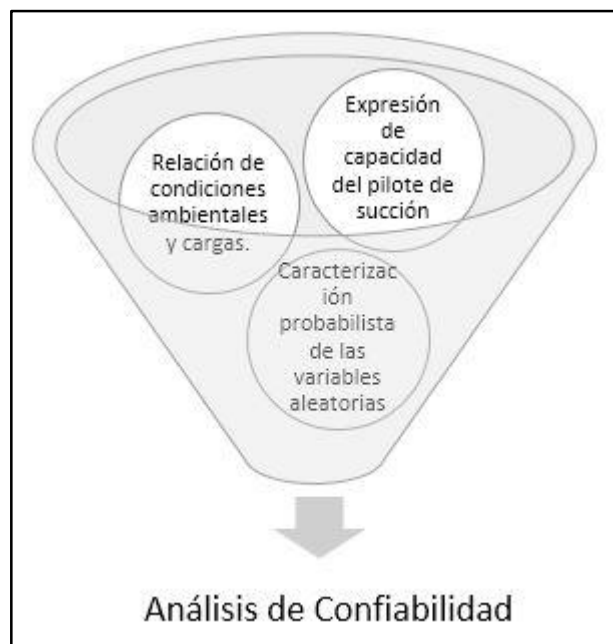 Relación de
condiciones
ambientales
y cargas.
Expresión
de
capacidad
del pilote de
succión
Caracterizac
ión
probabilista
de las
variables
aleatorias
Análisis de Confiabilidad